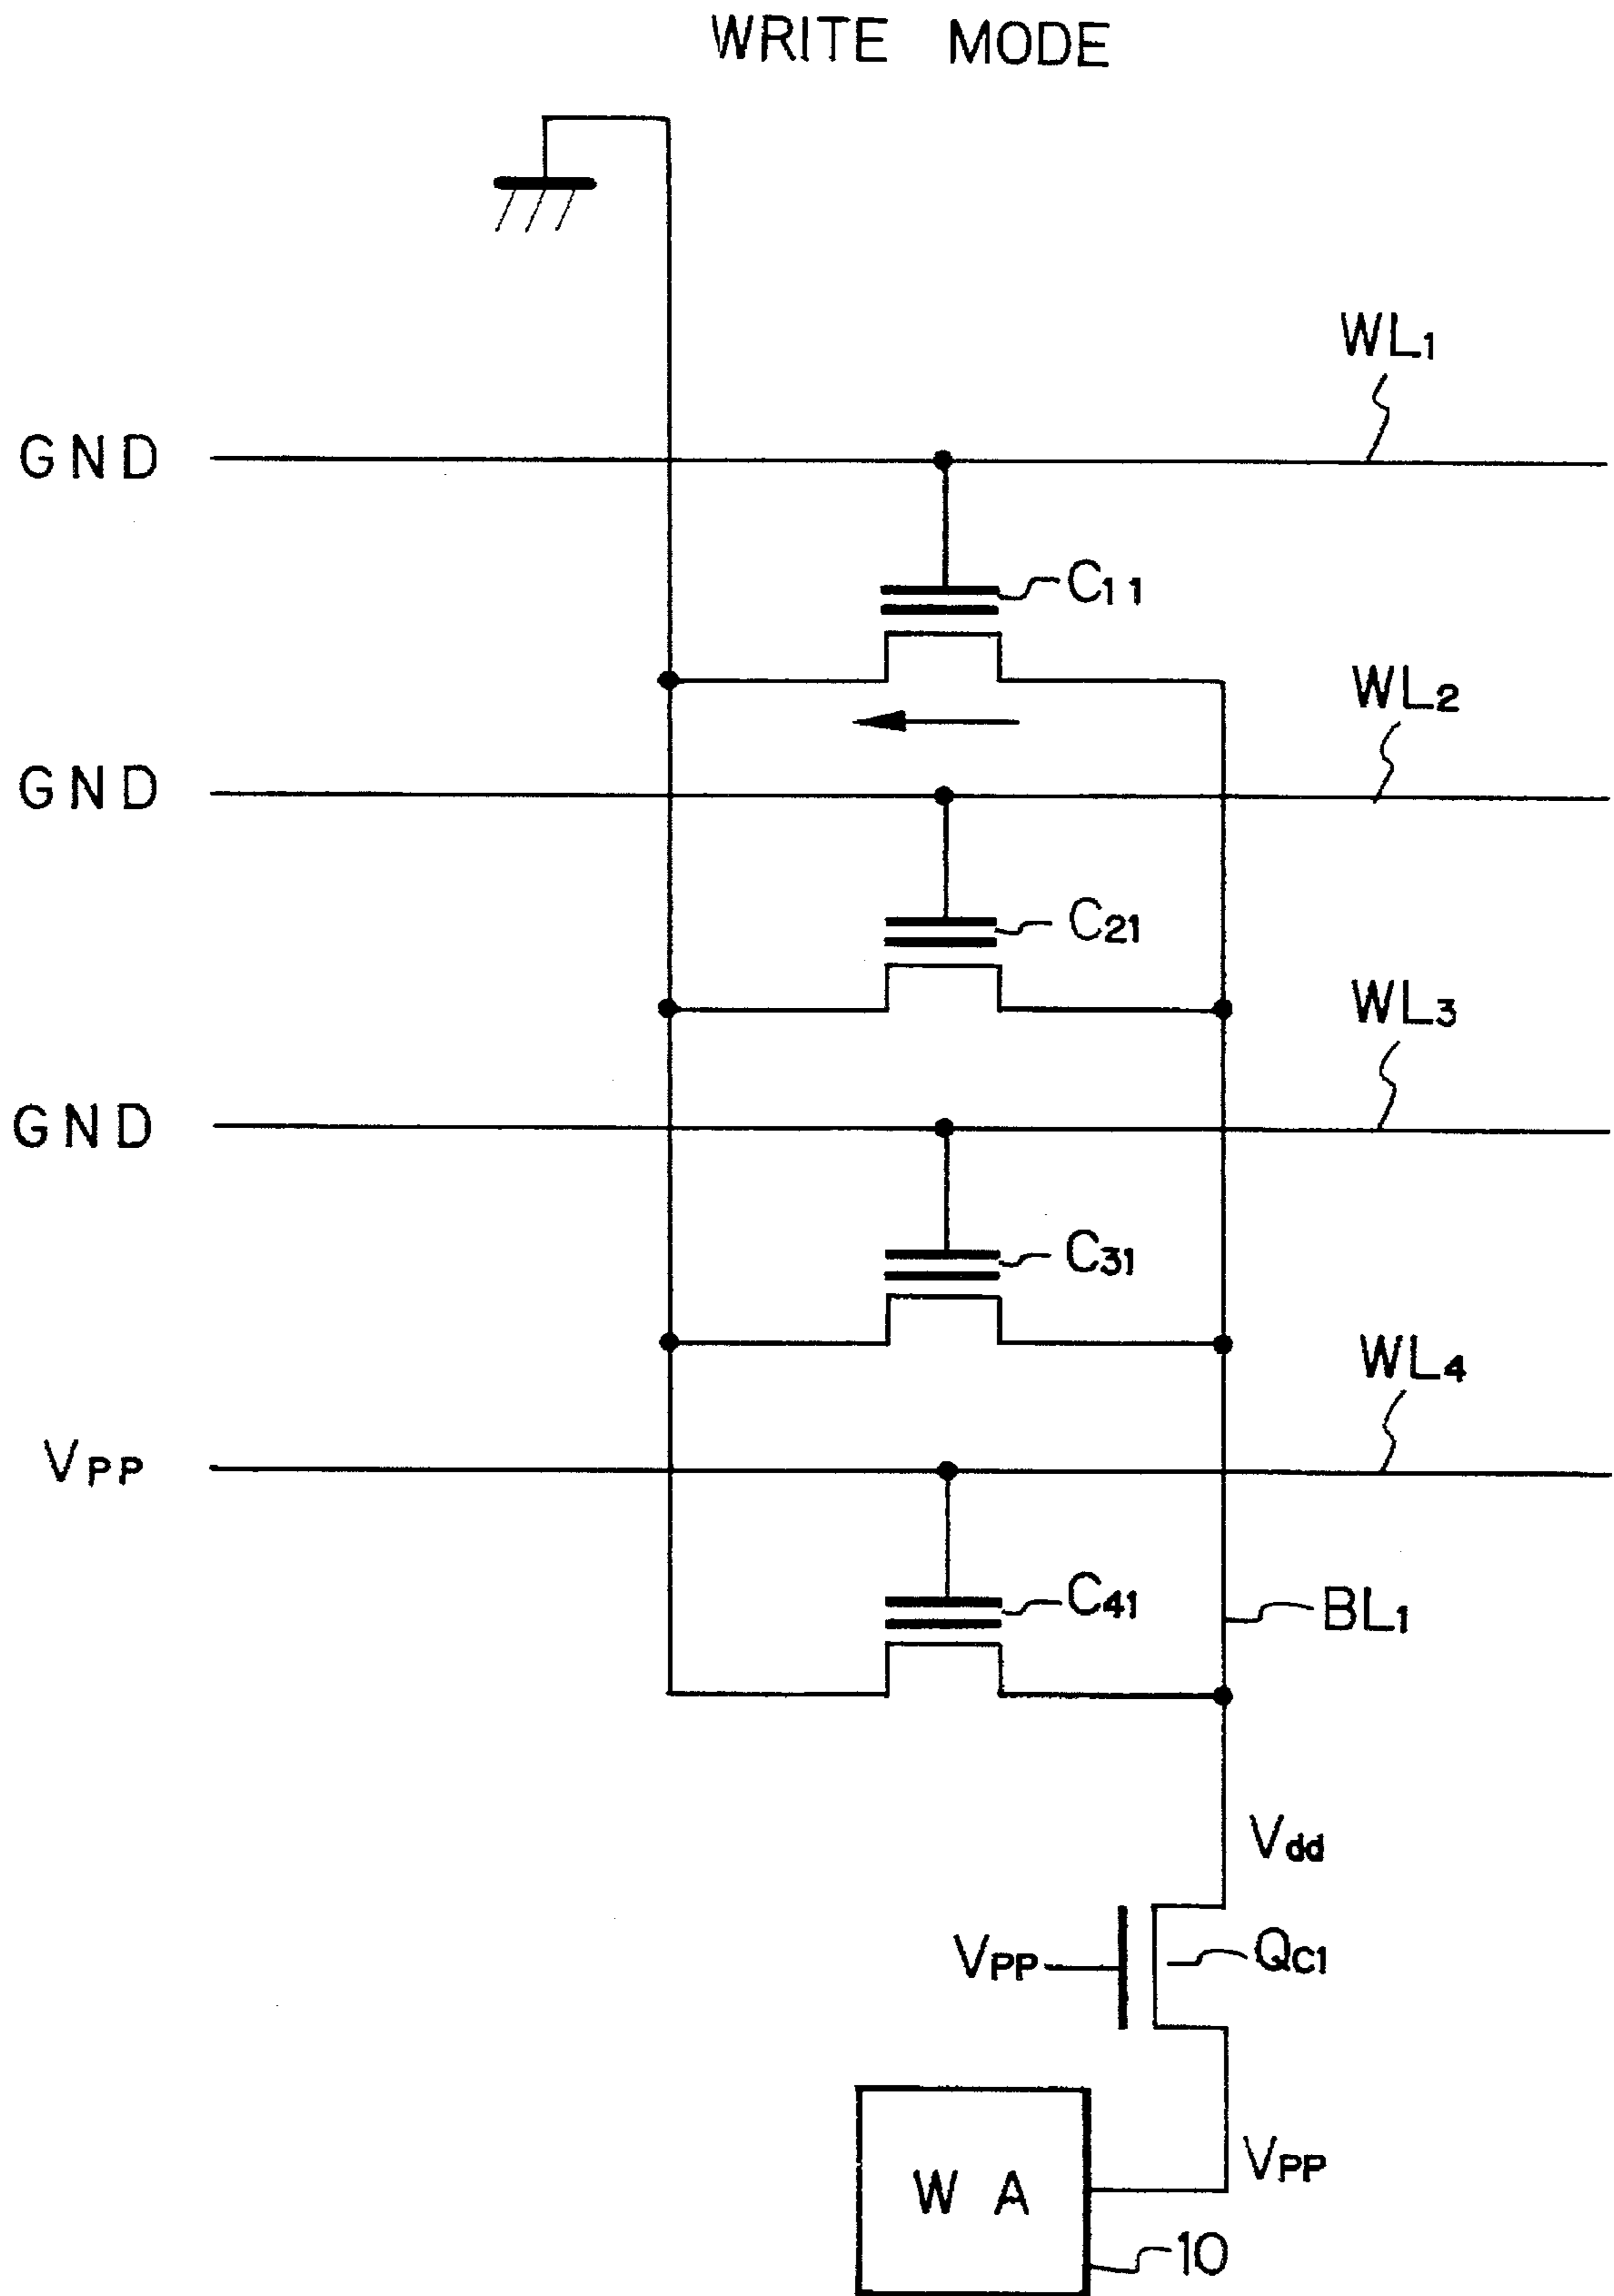 WRITE MODE
WL1
GND
C11
WL2
GND
C21
WL3
GND
C31
WL4
VPP
C41
BL1
Vdd
VPP
QC1
VPP
WA
10